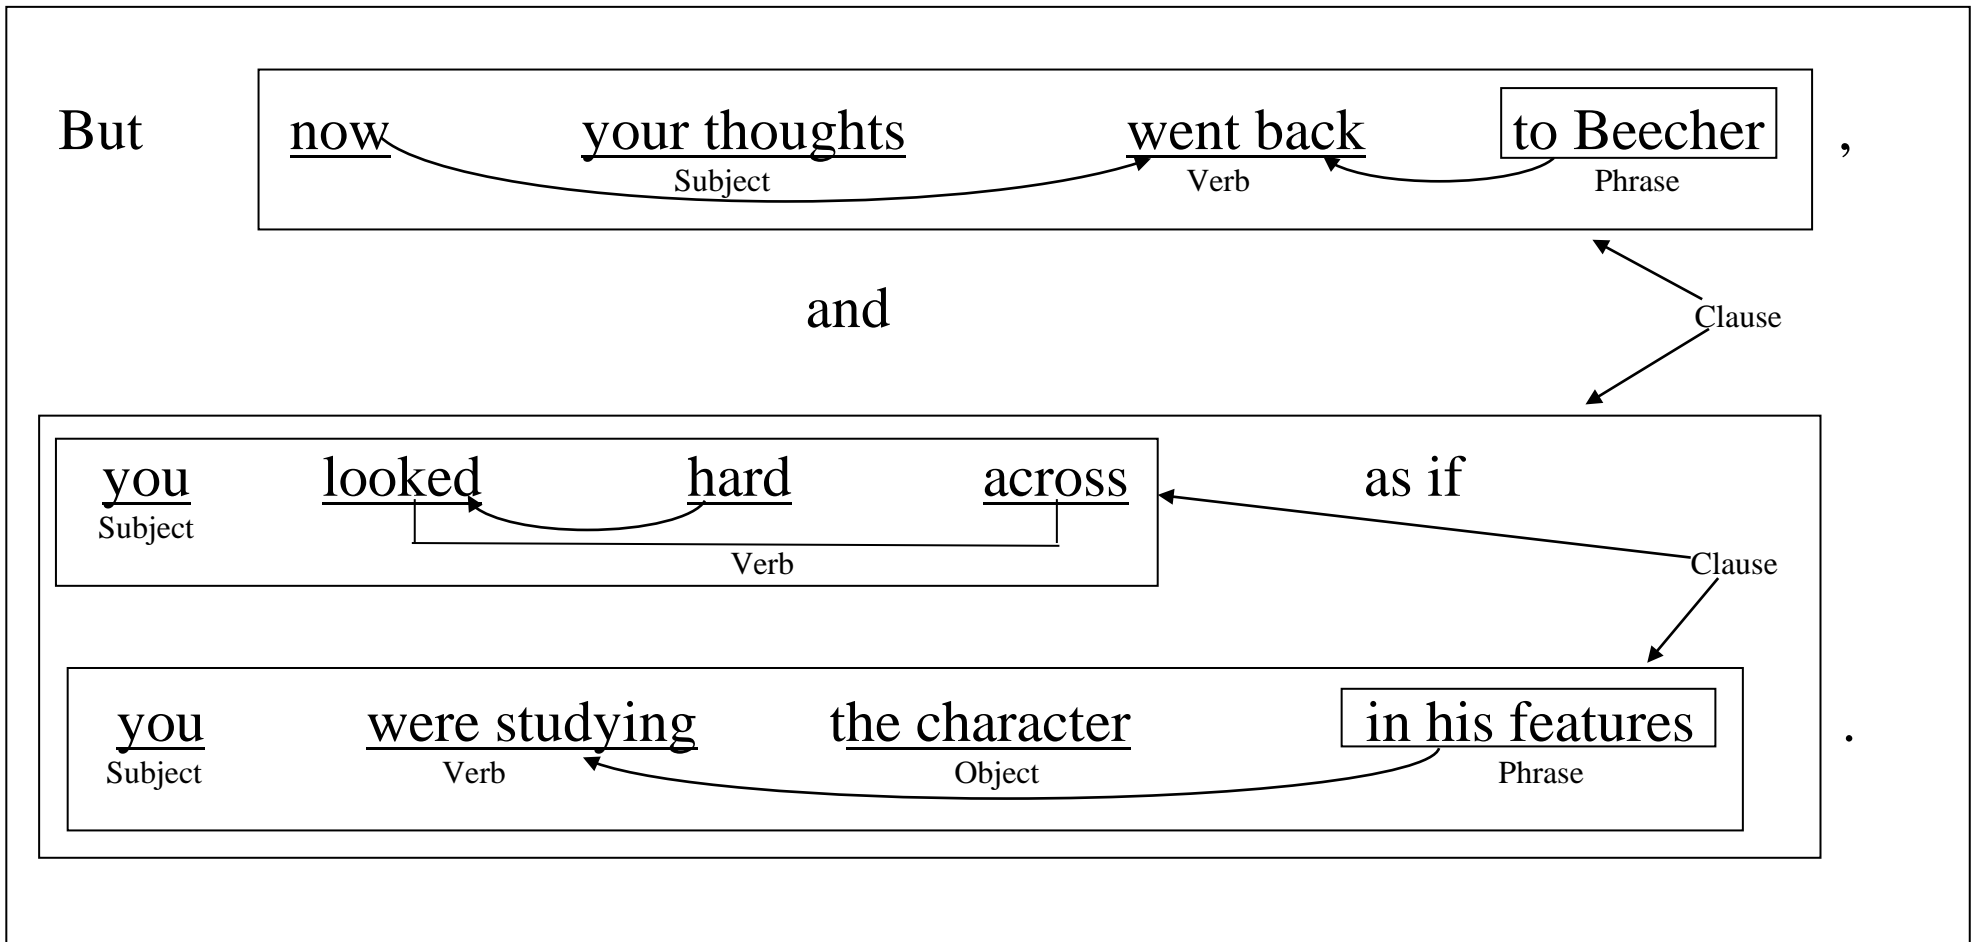 But now your thoughts went back to Beecher ,
Subject Verb Phrase
and
Clause
you looked hard across as if
Subject
Verb
Clause
you were studying the character in his features .
Subject Verb Object Phrase